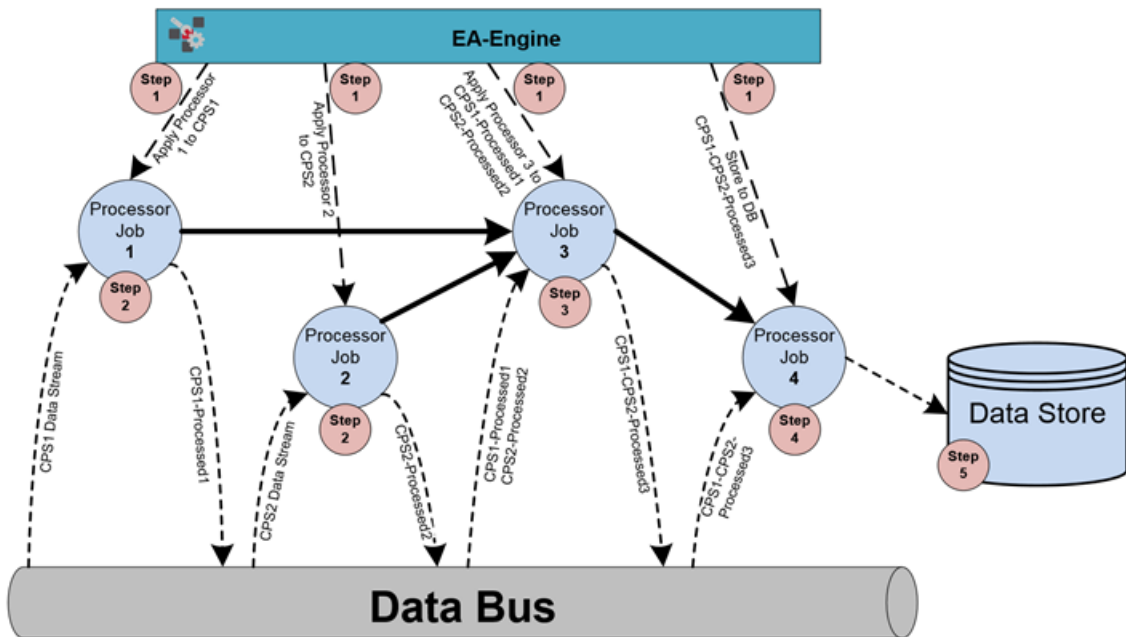 EA-Engine
Step
1
Step
1
Step
1
Step
1
Apply Processor
1 to CPS1
Apply Processor 2
to CPS2
Apply Processor 3 to
CPS1-Processed1
CPS2-Processed2
Store to DB
CPS1-CPS2-Processed3
Processor
Job
1
Step
2
Processor
Job
3
Step
3
Processor
Job
2
Step
2
Processor
Job
4
Step
4
Data Store
Step
5
CPS1 Data Stream
CPS1-Processed1
CPS2 Data Stream
CPS2-Processed2
CPS1-Processed1
CPS2-Processed2
CPS1-CPS2-Processed3
CPS1-CPS2-
Processed3
Data Bus